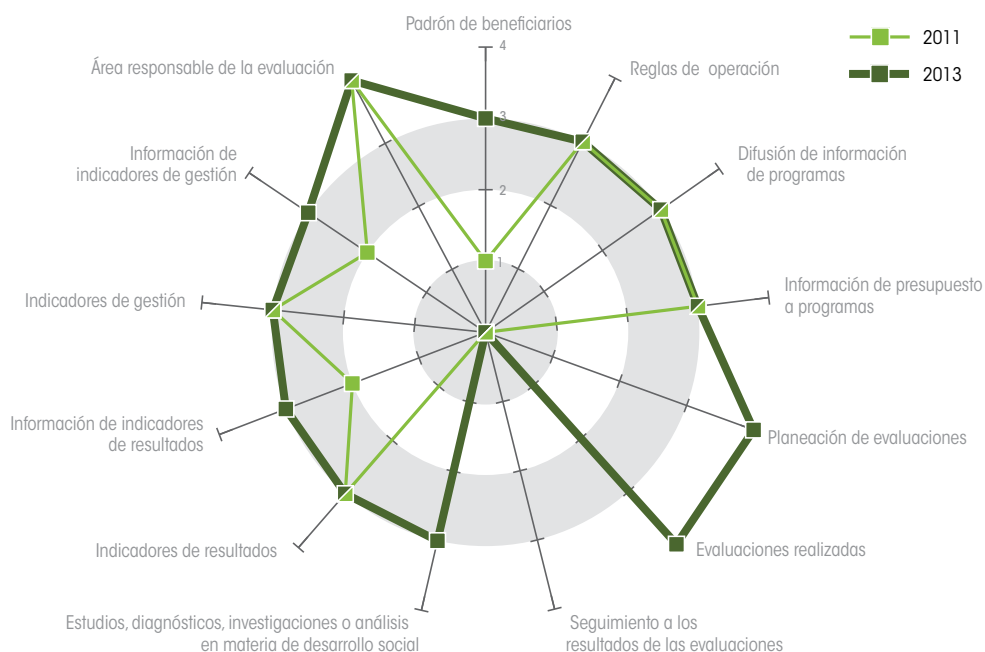 Padrón de beneficiarios
4
3
2
1
2011
2013
Reglas de operación
Difusión de información
de programas
Información de presupuesto
a programas
Planeación de evaluaciones
Evaluaciones realizadas
Seguimiento a los
resultados de las evaluaciones
Estudios, diagnósticos, investigaciones o análisis
en materia de desarrollo social
Indicadores de resultados
Información de indicadores
de resultados
Indicadores de gestión
Información de
indicadores de gestión
Área responsable de la evaluación